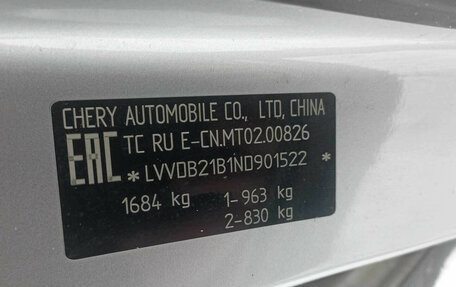 CHERY AUTOMOBILE CO., LTD, CHINA
EAC TC RU E-CN.MT02.00826
*LVVDB21B1ND901522*
1684 kg 1-963 kg
2-830 kg